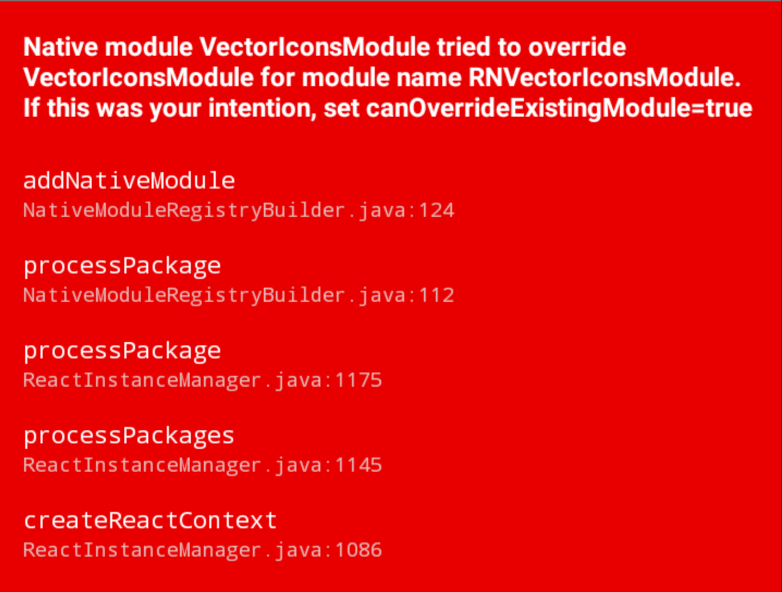 Native module VectorIconsModule tried to override
VectorIconsModule for module name RNVectorIconsModule.
If this was your intention, set canOverrideExistingModule=true
addNativeModule
NativeModuleRegistryBuilder.java:124
processPackage
NativeModuleRegistryBuilder.java:112
processPackage
ReactInstanceManager.java:1175
processPackages
ReactInstanceManager.java:1145
createReactContext
ReactInstanceManager.java:1086